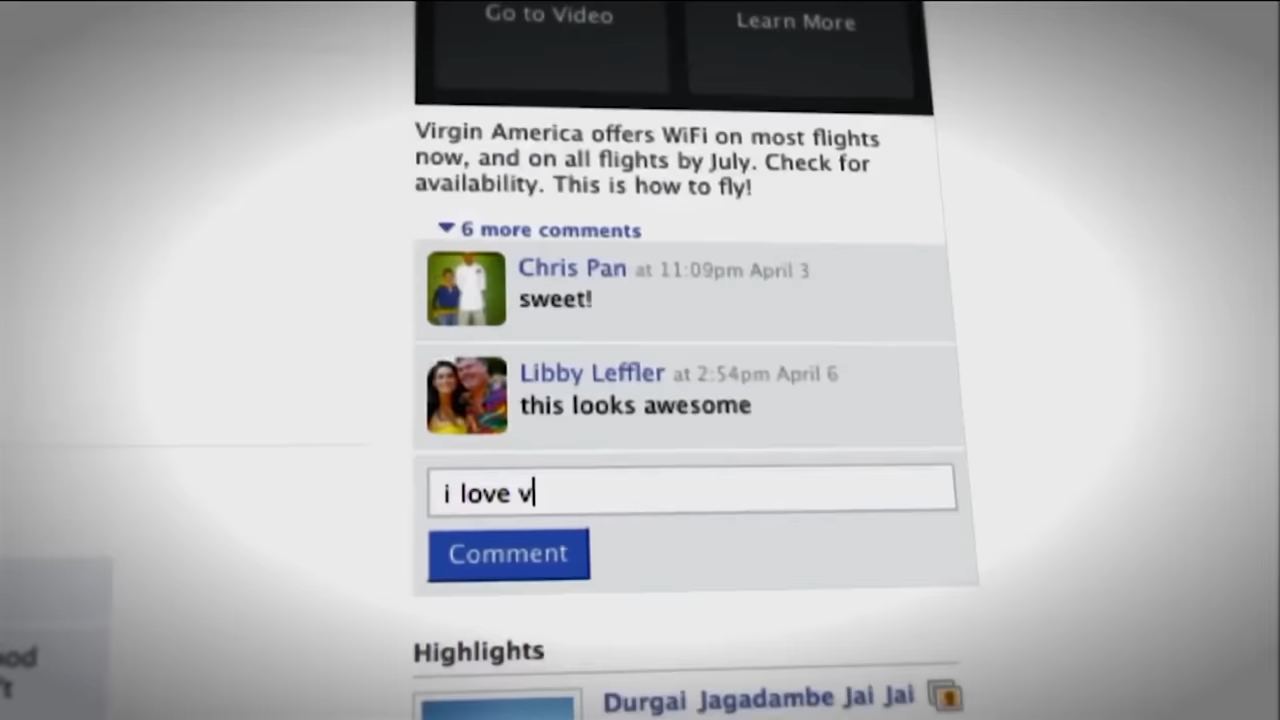 Go to Video
Learn More
Virgin America offers WiFi on most flights
now, and on all flights by July. Check for
availability. This is how to fly!
6 more comments
Chris Pan at 11:09pm April 3
sweet!
Libby Leffler at 2:54pm April 6
this looks awesome
i love v
Comment
Highlights
Durgai Jagadambe Jai Jai